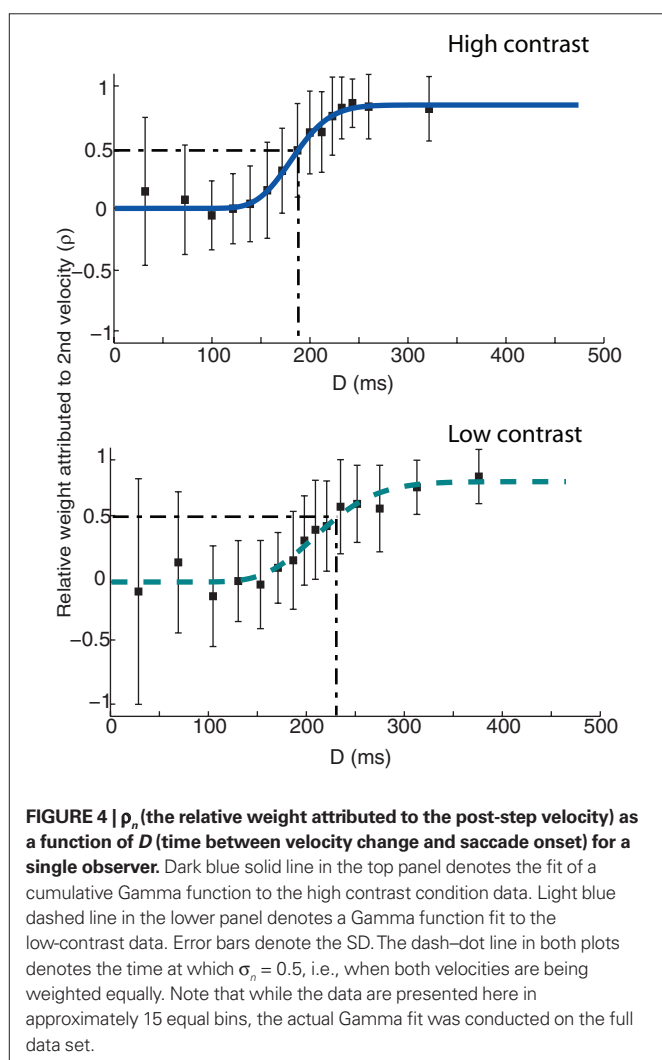 High contrast
1
0.5
0
−0.5
−1
0 100 200 300 400 500
D (ms)
Relative weight attributed to 2nd velocity (ρ)
Low contrast
1
0.5
0
−0.5
−1
0 100 200 300 400 500
D (ms)
FIGURE 4 | ρn (the relative weight attributed to the post-step velocity) as
a function of D (time between velocity change and saccade onset) for a
single observer. Dark blue solid line in the top panel denotes the fit of a
cumulative Gamma function to the high contrast condition data. Light blue
dashed line in the lower panel denotes a Gamma function fit to the
low-contrast data. Error bars denote the SD. The dash–dot line in both plots
denotes the time at which σn = 0.5, i.e., when both velocities are being
weighted equally. Note that while the data are presented here in
approximately 15 equal bins, the actual Gamma fit was conducted on the full
data set.